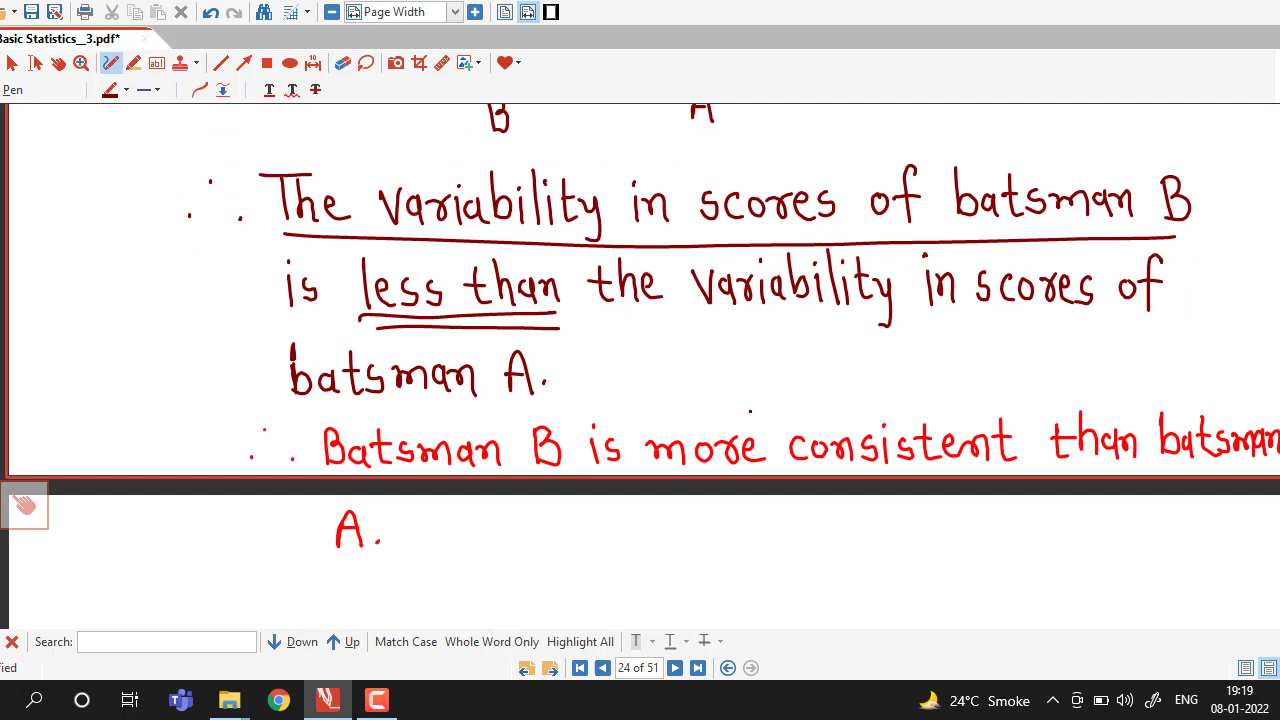 Page Width
Basic Statistics_3.pdf*
10
Pen
B A
∴ The variability in scores of batsman B
is less than the variability in scores of
batsman A.
∴ Batsman B is more consistent than batsman
A.
Search: Down Up Match Case Whole Word Only Highlight All T T T
fied 24 of 51
24°C Smoke ENG 19:19
08-01-2022